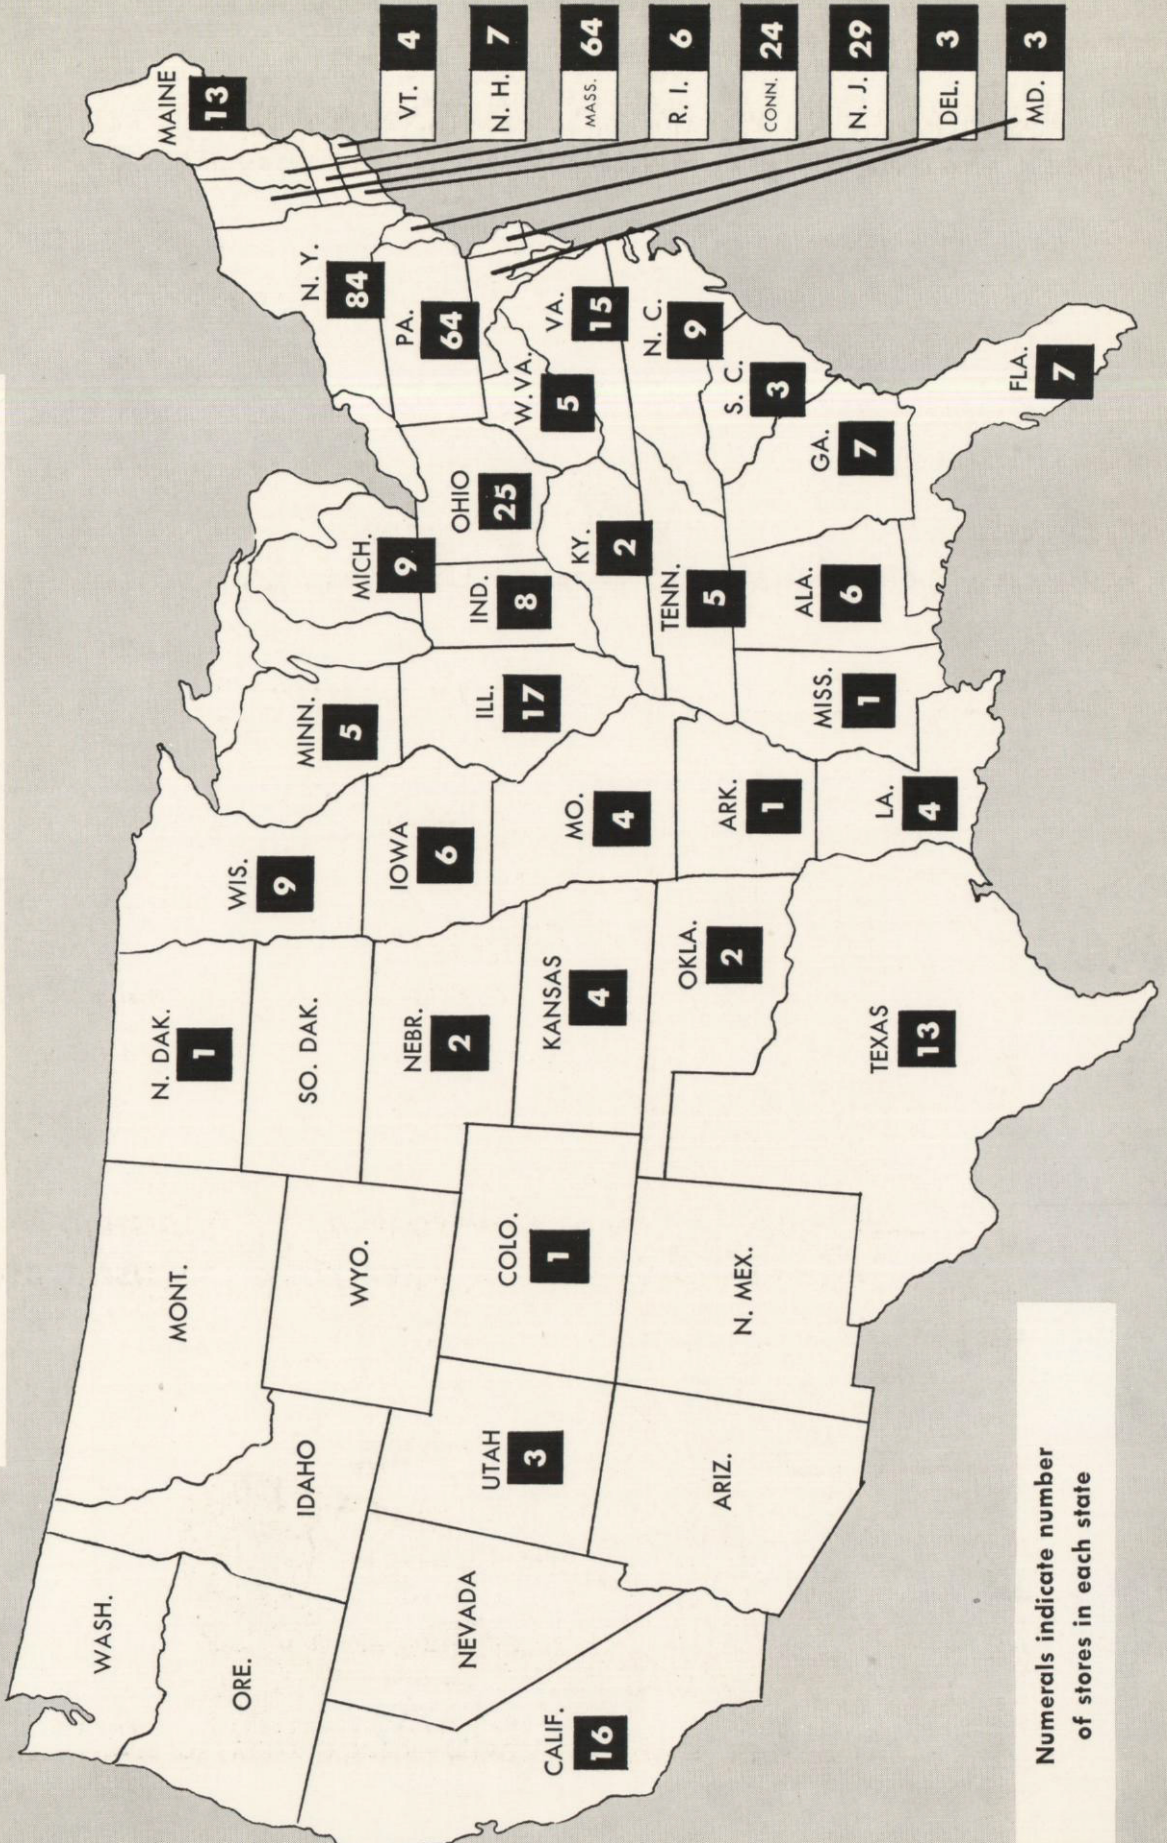 WASH.
ORE.
CALIF.
16
NEVADA
IDAHO
MONT.
WYO.
UTAH
3
ARIZ.
COLO.
1
N. MEX.
N. DAK.
1
SO. DAK.
NEBR.
2
KANSAS
4
OKLA.
2
TEXAS
13
WIS.
9
IOWA
6
MO.
4
ARK.
1
LA.
4
MINN.
5
ILL.
17
MISS.
1
MICH.
9
IND.
8
OHIO
25
KY.
2
TENN.
5
ALA.
6
GA.
7
FLA.
7
S. C.
3
N. C.
9
VA.
15
W. VA.
5
PA.
64
N. Y.
84
MAINE
13
VT. 4
N. H. 7
MASS. 64
R. I. 6
CONN. 24
N. J. 29
DEL. 3
MD. 3
Numerals indicate number
of stores in each state